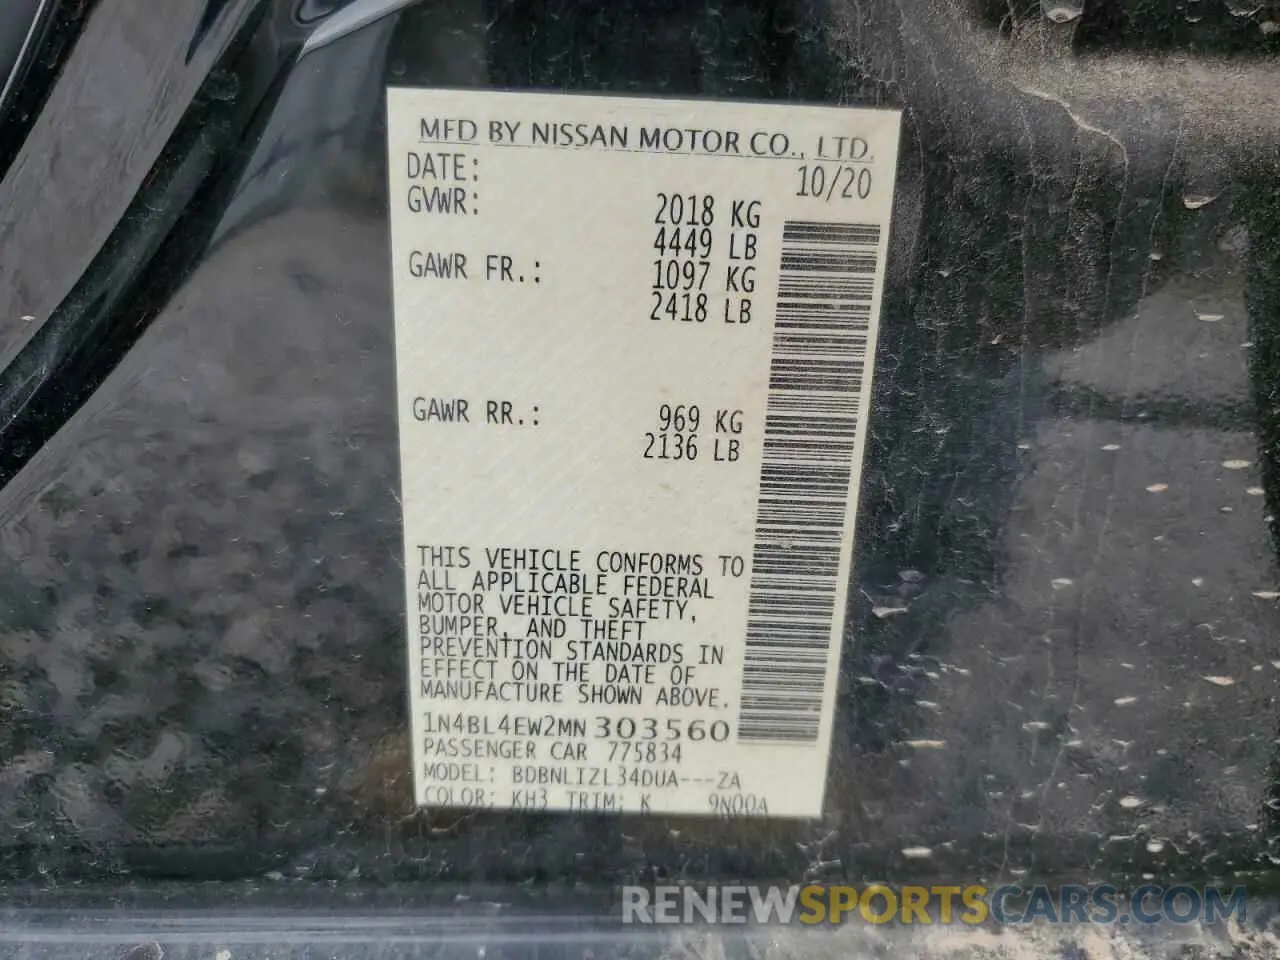 MFD BY NISSAN MOTOR CO., LTD.
DATE: 10/20
GVWR: 2018 KG
4449 LB
GAWR FR.: 1097 KG
2418 LB
GAWR RR.: 969 KG
2136 LB
THIS VEHICLE CONFORMS TO
ALL APPLICABLE FEDERAL
MOTOR VEHICLE SAFETY,
BUMPER, AND THEFT
PREVENTION STANDARDS IN
EFFECT ON THE DATE OF
MANUFACTURE SHOWN ABOVE.
1N4BL4EW2MN303560
PASSENGER CAR 775834
MODEL: BDBNLIZL34DUA---ZA
COLOR: KH3 TRIM: K 9N00A
RENEWSPORTSCARS.COM